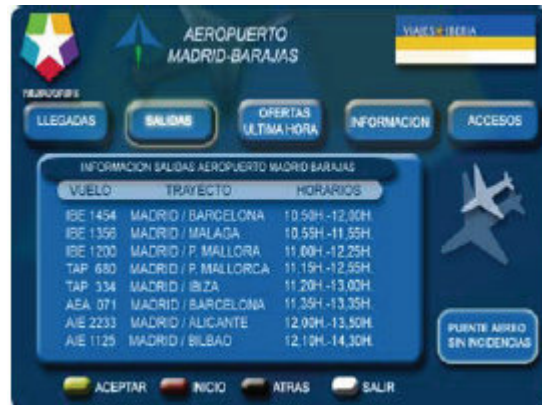 AEROPUERTO
MADRID-BARAJAS
VIAJES IBERIA
LLEGADAS
SALIDAS
OFERTAS
ULTIMA HORA
INFORMACION
ACCESOS
INFORMACION SALIDAS AEROPUERTO MADRID BARAJAS
VUELO TRAYECTO HORARIOS
IBE 1454 MADRID / BARCELONA 10,50H.-12,00H.
IBE 1356 MADRID / MALAGA 10,55H.-11,55H.
IBE 1200 MADRID / P. MALLORA 11,00H.-12,25H.
TAP 680 MADRID / P. MALLORCA 11,15H.-12,55H.
TAP 334 MADRID / IBIZA 11,20H.-13,00H.
AEA 071 MADRID / BARCELONA 11,35H.-13,35H.
AIE 2233 MADRID / ALICANTE 12,00H.-13,50H.
AIE 1125 MADRID / BILBAO 12,10H.-14,30H.
PUENTE AEREO
SIN INCIDENCIAS
ACEPTAR INICIO ATRAS SALIR